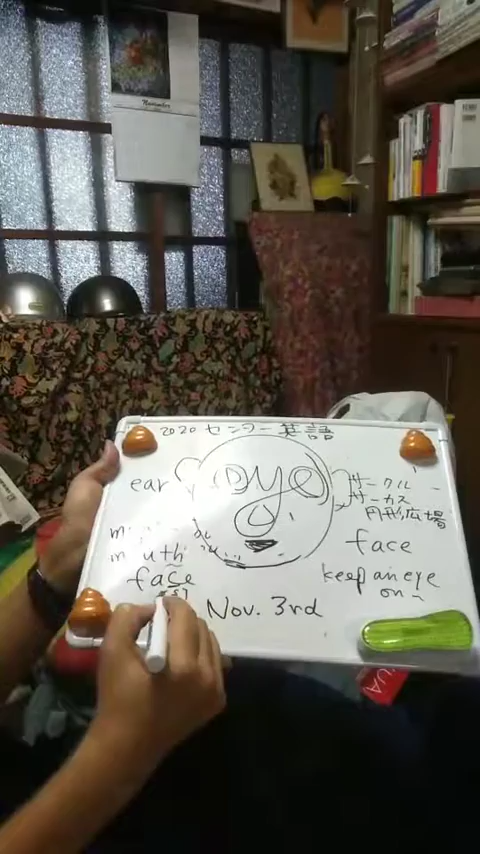 November
2020 センター英語
ear
eye
サークル
サーカス
円形広場
mouth
face
face
keep an eye
on~
Nov. 3rd